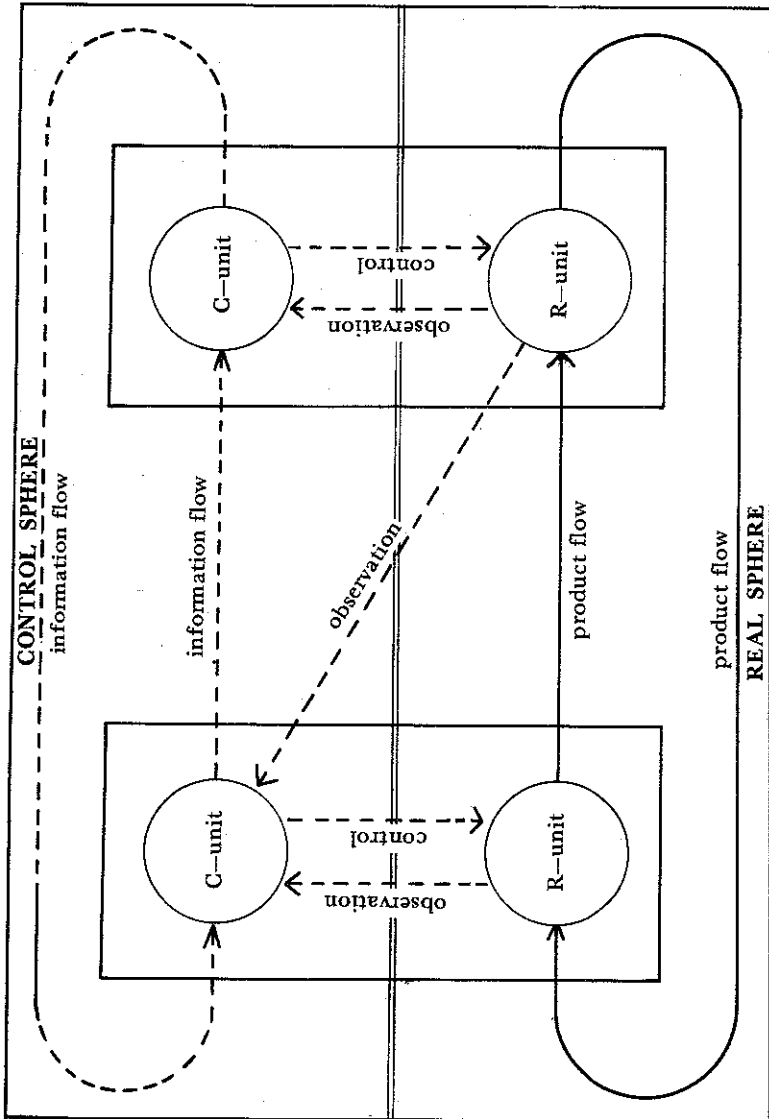 CONTROL SPHERE
information flow
information flow
C—unit
C—unit
control
observation
control
observation
observation
R—unit
R—unit
product flow
product flow
REAL SPHERE